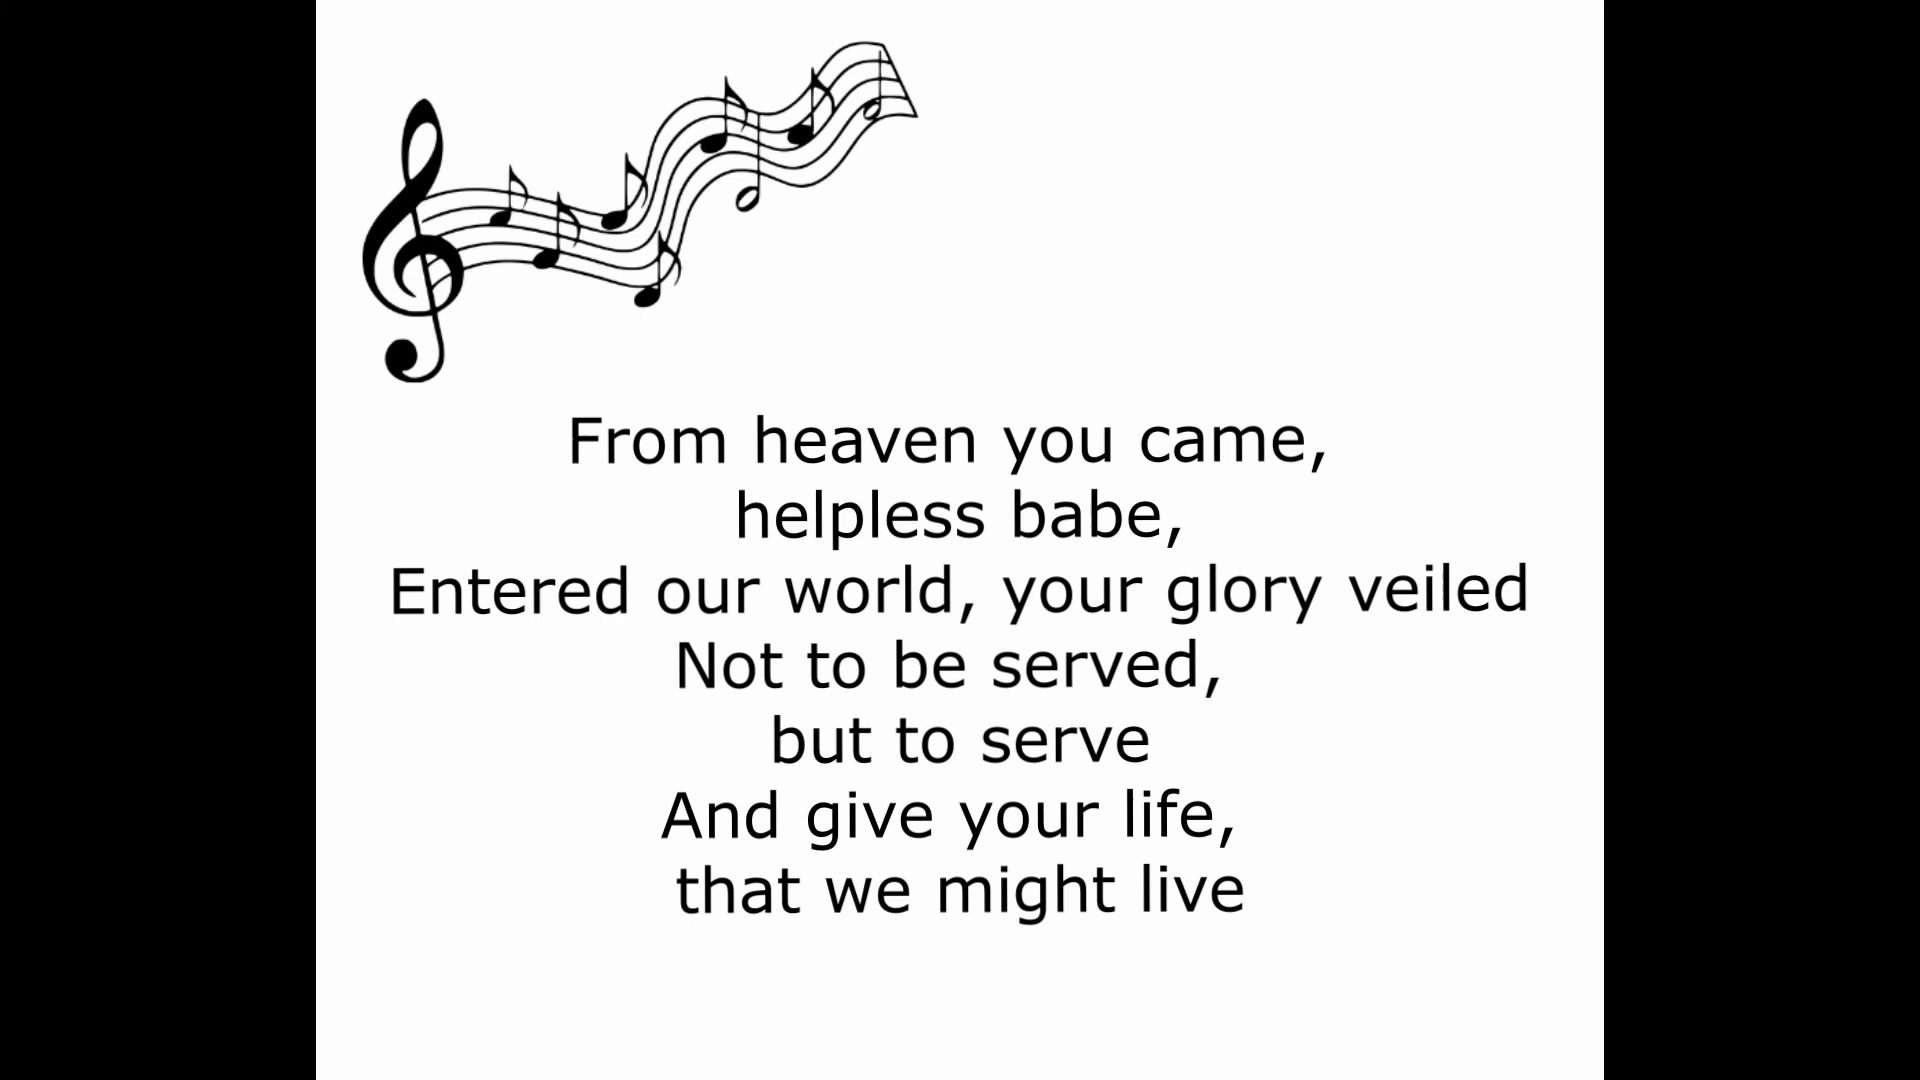 From heaven you came,
helpless babe,
Entered our world, your glory veiled
Not to be served,
but to serve
And give your life,
that we might live